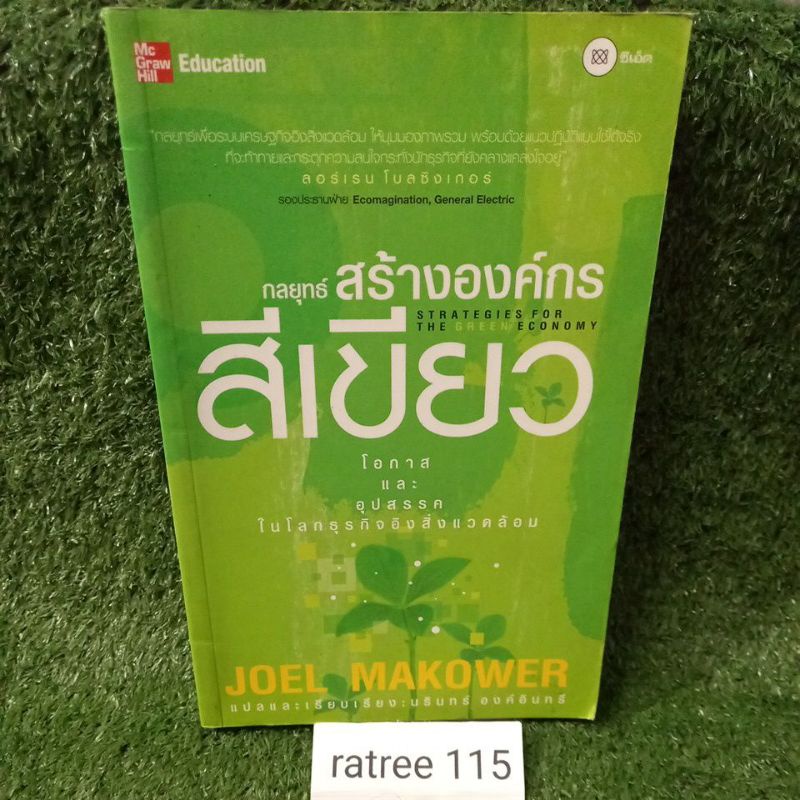 Mc
Graw
Hill
Education
ซีเอ็ด
"กลยุทธ์เพื่อระบบเศรษฐกิจอิงสิ่งแวดล้อม ให้มุมมองภาพรวม พร้อมด้วยแนวปฏิบัติแบบใช้ได้จริง
ที่จะท้าทายและกระตุกความสนใจกระทั่งนักธุรกิจที่ยังคลางแคลงใจอยู่"
ลอร์เรน โบลซิงเกอร์
รองประธานฝ่าย Ecomagination, General Electric
กลยุทธ์ สร้างองค์กร
STRATEGIES FOR
THE GREEN ECONOMY
สีเขียว
โอกาส
และ
อุปสรรค
ในโลกธุรกิจอิงสิ่งแวดล้อม
JOEL MAKOWER
แปลและเรียบเรียง:นรินทร์ องค์อินทรี
ratree 115